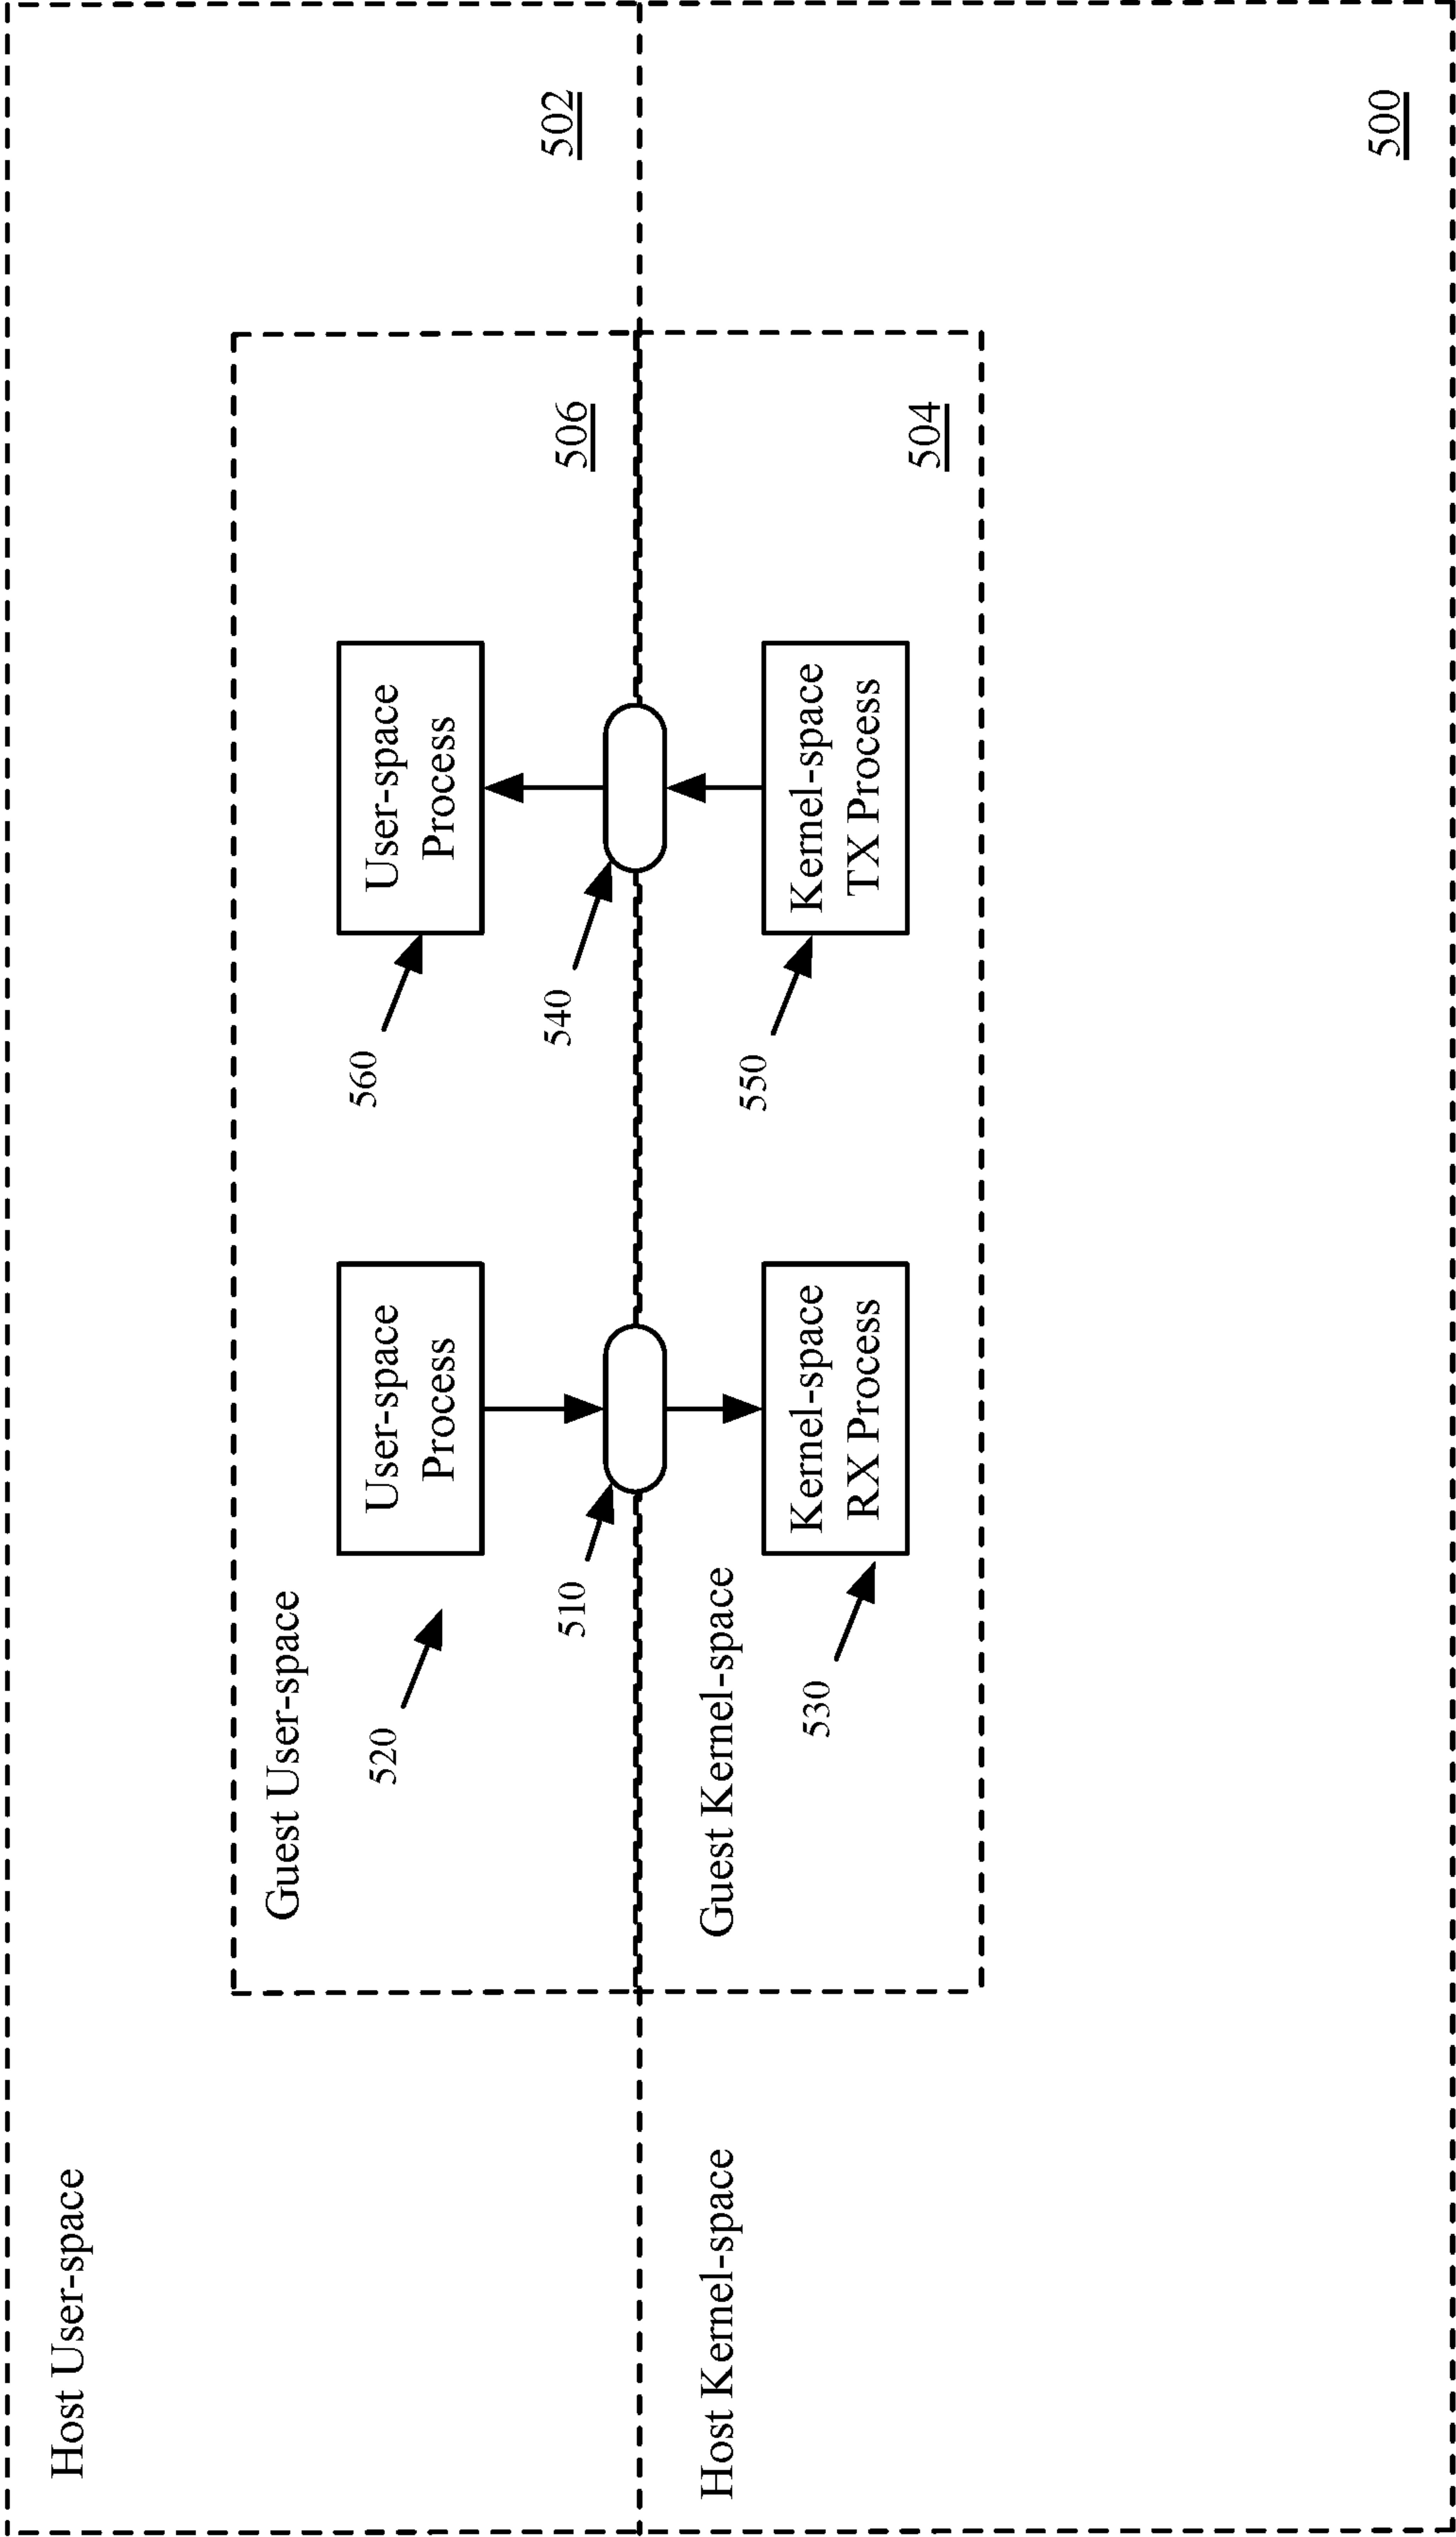 Host User-space
502
Guest User-space
506
520
User-space
Process
560
User-space
Process
510
540
Host Kernel-space
500
Guest Kernel-space
504
530
Kernel-space
RX Process
550
Kernel-space
TX Process